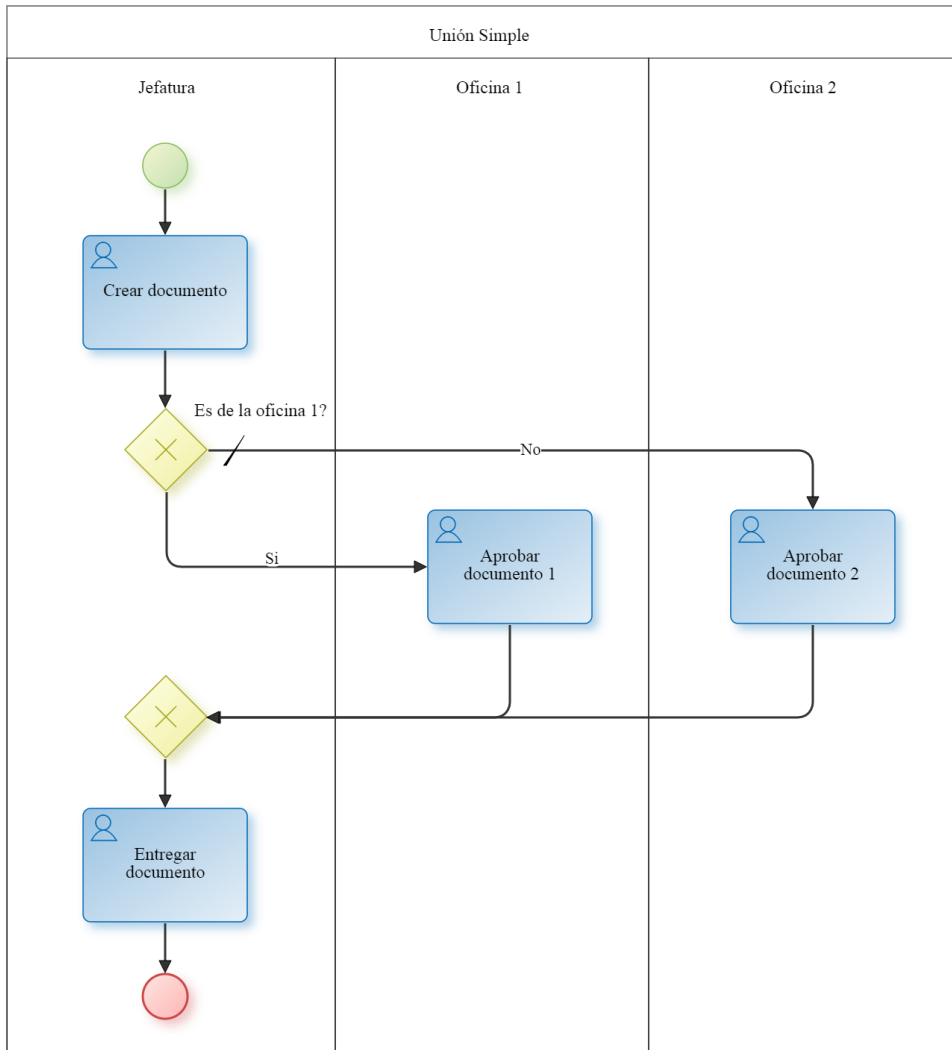 Unión Simple
Jefatura
Oficina 1
Oficina 2
Crear documento
Es de la oficina 1?
No
Si
Aprobar
documento 1
Aprobar
documento 2
Entregar
documento